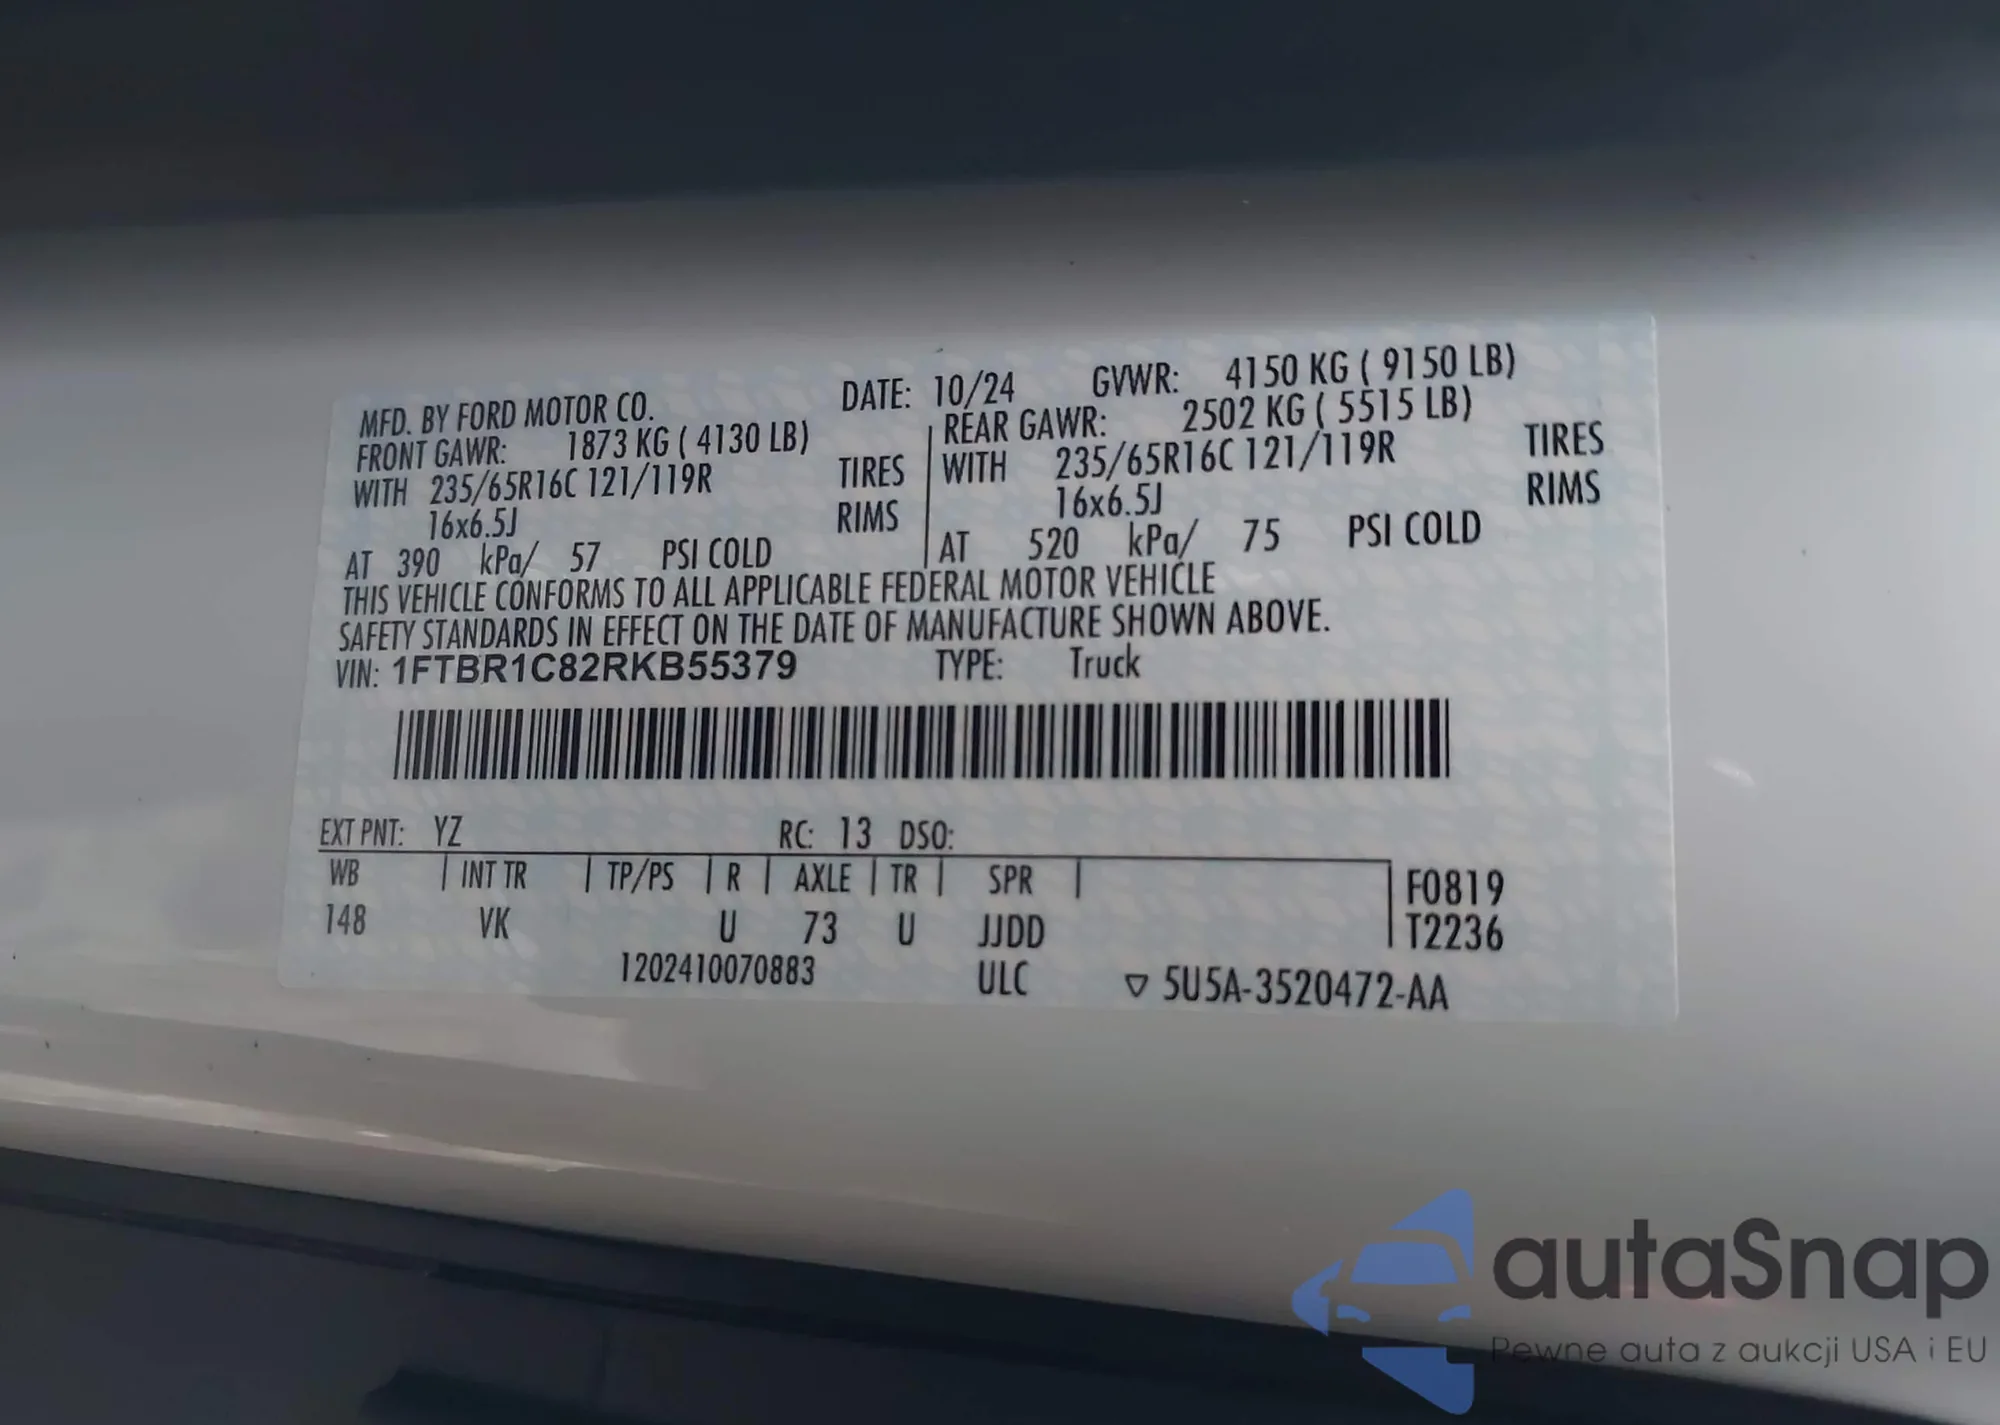 MFD. BY FORD MOTOR CO. DATE: 10/24 GVWR: 4150 KG ( 9150 LB)
FRONT GAWR: 1873 KG ( 4130 LB) REAR GAWR: 2502 KG ( 5515 LB)
WITH 235/65R16C 121/119R TIRES WITH 235/65R16C 121/119R TIRES
16x6.5J RIMS 16x6.5J RIMS
AT 390 kPa/ 57 PSI COLD AT 520 kPa/ 75 PSI COLD
THIS VEHICLE CONFORMS TO ALL APPLICABLE FEDERAL MOTOR VEHICLE
SAFETY STANDARDS IN EFFECT ON THE DATE OF MANUFACTURE SHOWN ABOVE.
VIN: 1FTBR1C82RKB55379 TYPE: Truck
EXT PNT: YZ RC: 13 DSO:
WB INT TR TP/PS R AXLE TR SPR F0819
148 VK U 73 U JJDD T2236
1202410070883 ULC ▽ 5U5A-3520472-AA
autaSnap
Pewne auta z aukcji USA i EU